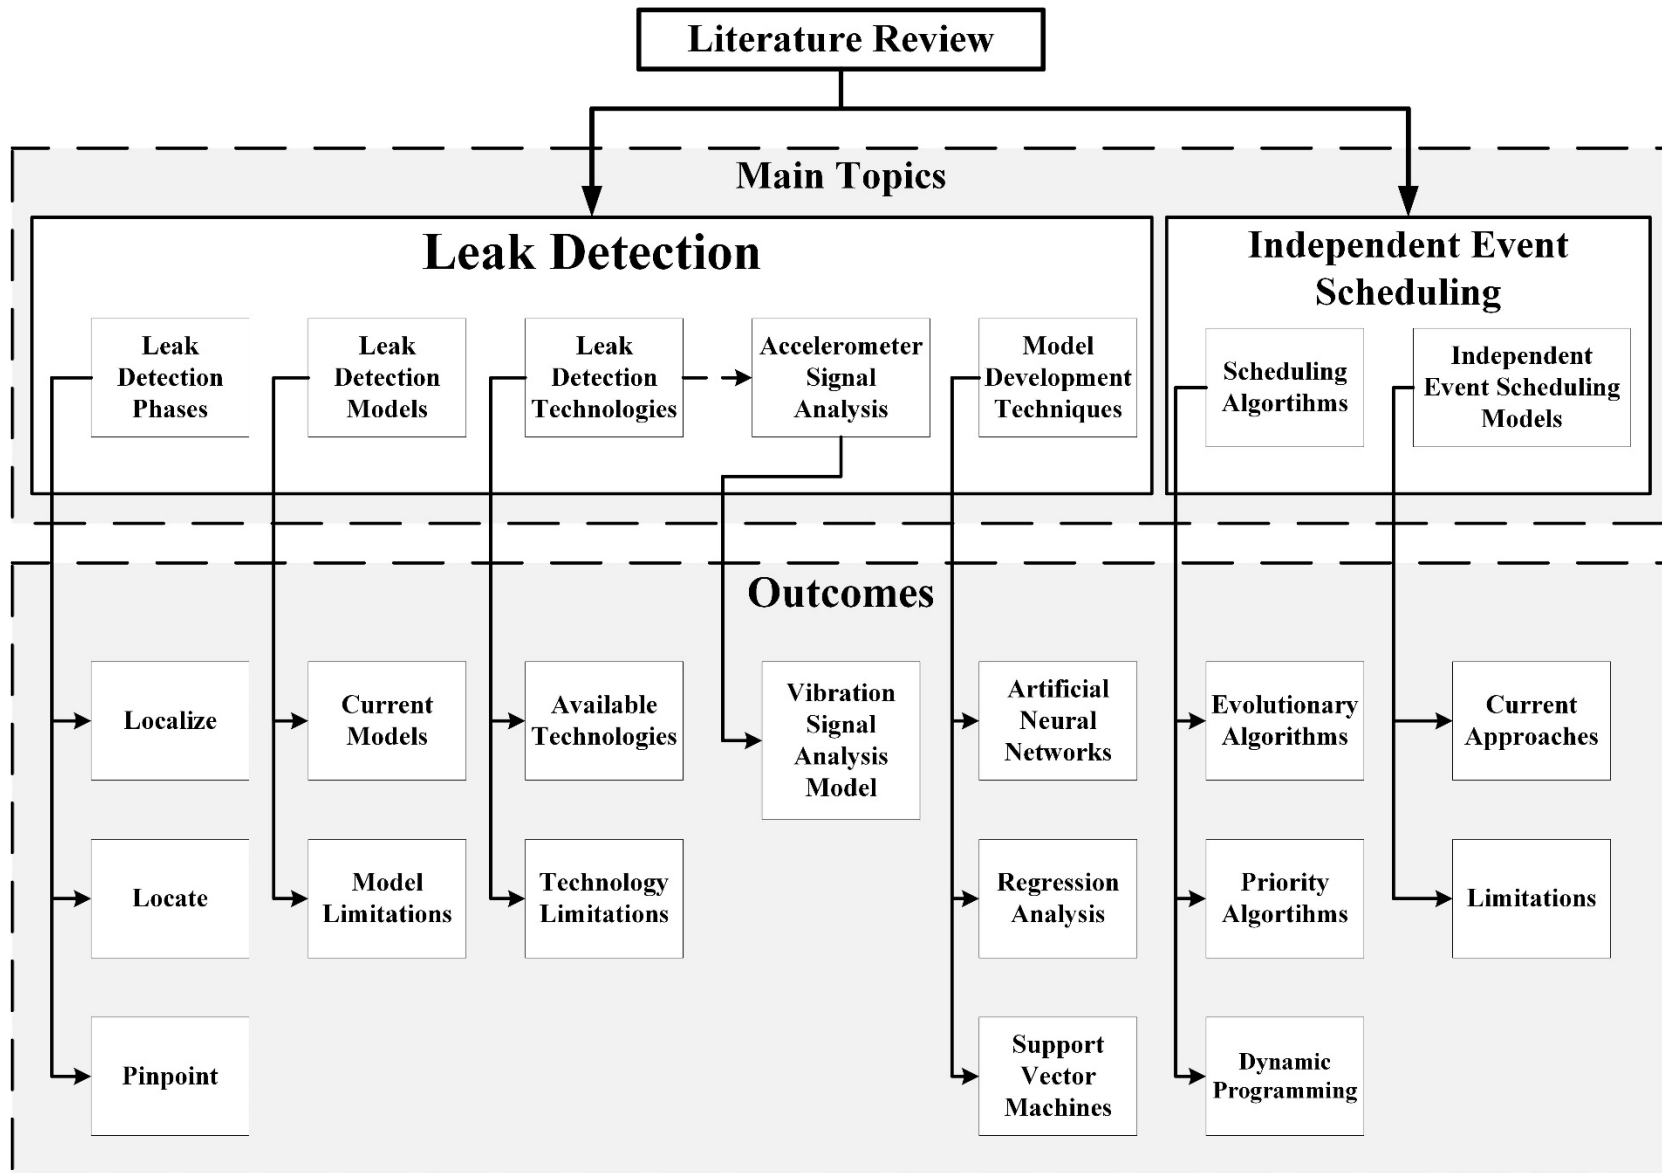 Literature Review
Main Topics
Leak Detection
Leak
Detection
Phases
Leak
Detection
Models
Leak
Detection
Technologies
Accelerometer
Signal
Analysis
Model
Development
Techniques
Independent Event
Scheduling
Scheduling
Algortihms
Independent
Event Scheduling
Models
Outcomes
Localize
Current
Models
Available
Technologies
Vibration
Signal
Analysis
Model
Artificial
Neural
Networks
Evolutionary
Algorithms
Current
Approaches
Locate
Model
Limitations
Technology
Limitations
Regression
Analysis
Priority
Algortihms
Limitations
Pinpoint
Support
Vector
Machines
Dynamic
Programming